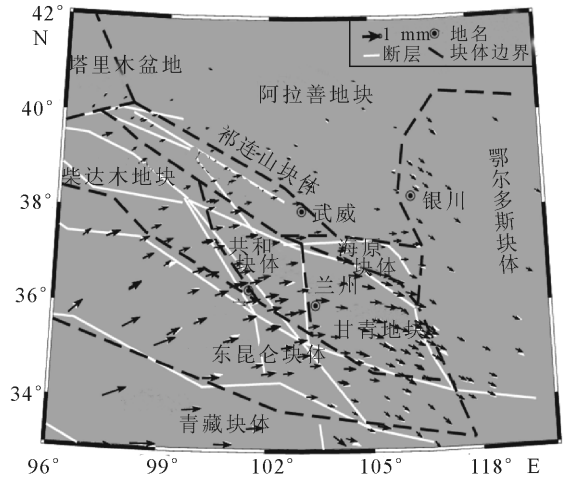 42°
N
1 mm 地名
断层 块体边界
塔里木盆地
阿拉善地块
40°
祁连山块体
鄂尔多斯块体
柴达木地块
38°
武威
银川
共和
块体
海原
块体
36°
兰州
甘青地块
东昆仑块体
34°
青藏块体
96°
99°
102°
105°
118°
E